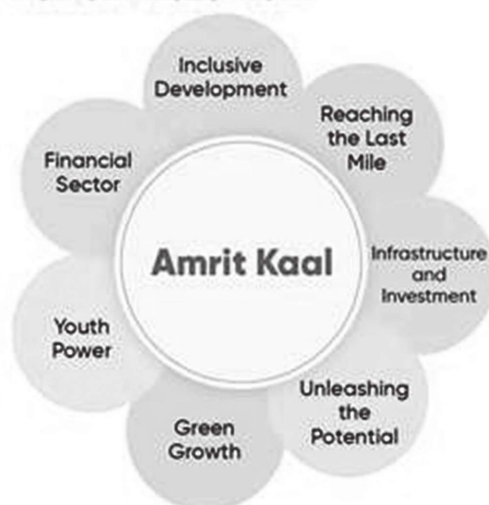 Inclusive
Development
Reaching
the Last
Mile
Infrastructure
and
Investment
Unleashing
the
Potential
Green
Growth
Youth
Power
Financial
Sector
Amrit Kaal